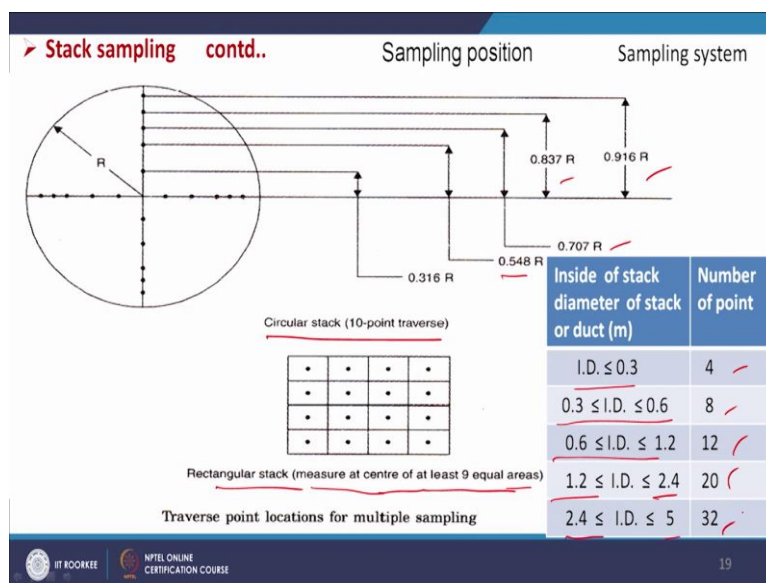 Stack sampling contd..
Sampling position
Sampling system
R
0.837 R
0.916 R
0.707 R
0.548 R
0.316 R
Circular stack (10-point traverse)
Rectangular stack (measure at centre of at least 9 equal areas)
Traverse point locations for multiple sampling
Inside of stack diameter of stack or duct (m) Number of point
I.D. ≤ 0.3 4
0.3 ≤ I.D. ≤ 0.6 8
0.6 ≤ I.D. ≤ 1.2 12
1.2 ≤ I.D. ≤ 2.4 20
2.4 ≤ I.D. ≤ 5 32
IIT ROORKEE
NPTEL ONLINE
CERTIFICATION COURSE
19